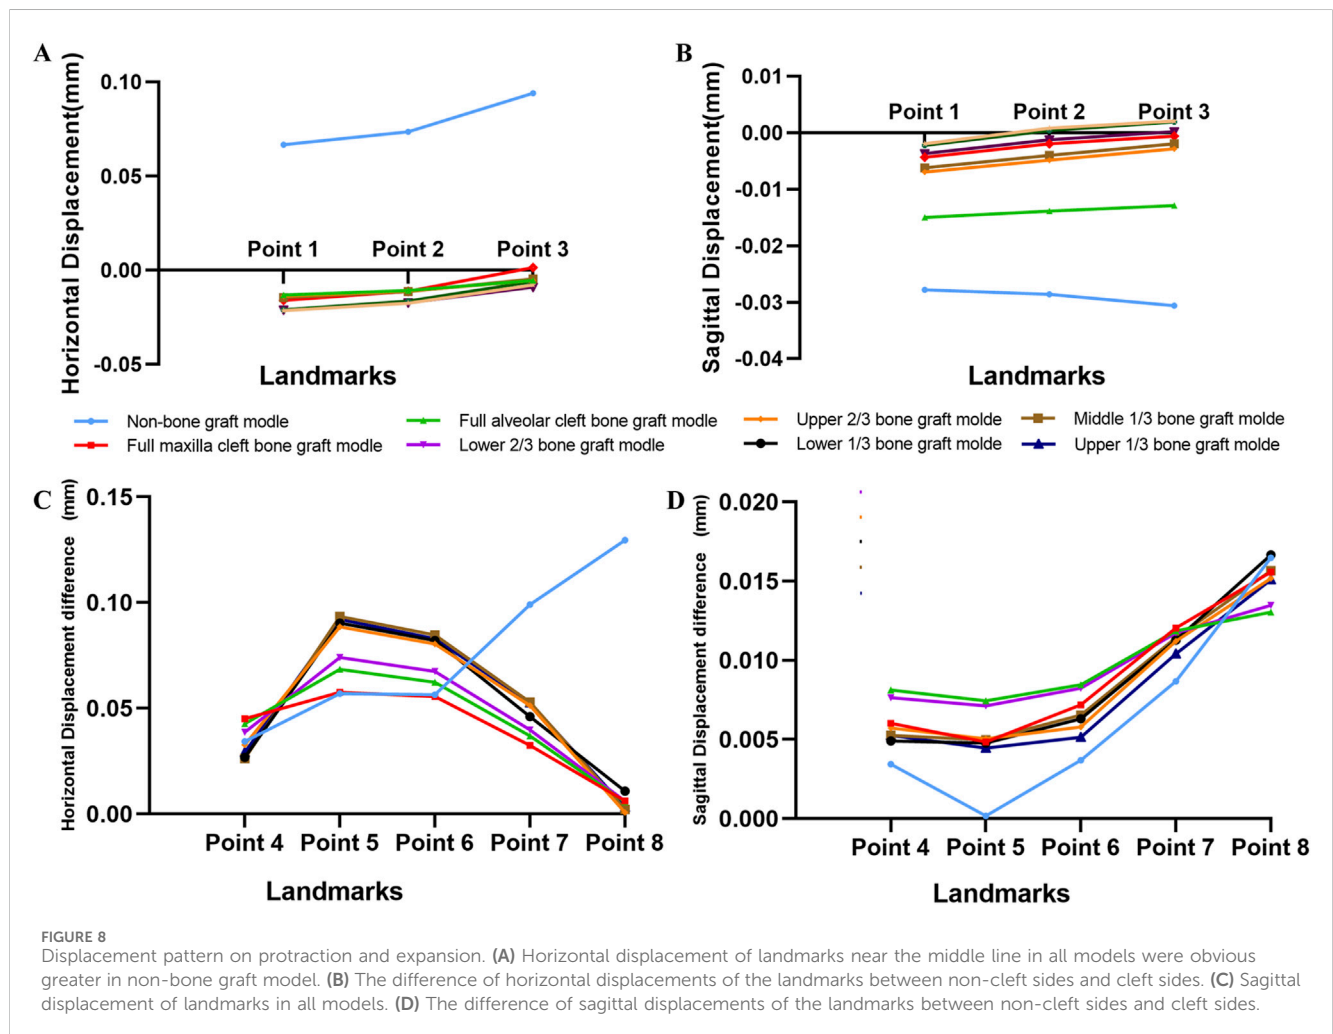 A
B
Horizontal Displacement(mm)
0.10
0.05
0.00
-0.05
Point 1 Point 2 Point 3
Landmarks
Sagittal Displacement(mm)
0.01
0.00
-0.01
-0.02
-0.03
-0.04
Point 1 Point 2 Point 3
Landmarks
Non-bone graft modle
Full alveolar cleft bone graft modle
Upper 2/3 bone graft molde
Middle 1/3 bone graft molde
Full maxilla cleft bone graft modle
Lower 2/3 bone graft modle
Lower 1/3 bone graft molde
Upper 1/3 bone graft molde
C
D
Horizontal Displacement difference (mm)
0.15
0.10
0.05
0.00
Point 4 Point 5 Point 6 Point 7 Point 8
Landmarks
Sagittal Displacement difference (mm)
0.020
0.015
0.010
0.005
0.000
Point 4 Point 5 Point 6 Point 7 Point 8
Landmarks
FIGURE 8
Displacement pattern on protraction and expansion. (A) Horizontal displacement of landmarks near the middle line in all models were obvious
greater in non-bone graft model. (B) The difference of horizontal displacements of the landmarks between non-cleft sides and cleft sides. (C) Sagittal
displacement of landmarks in all models. (D) The difference of sagittal displacements of the landmarks between non-cleft sides and cleft sides.